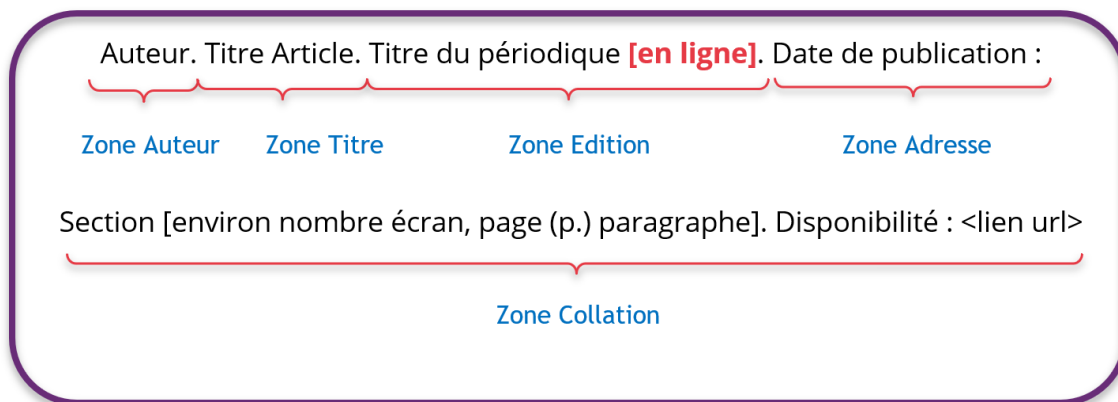 Auteur. Titre Article. Titre du périodique [en ligne]. Date de publication :
Zone Auteur Zone Titre Zone Edition Zone Adresse
Section [environ nombre écran, page (p.) paragraphe]. Disponibilité : <lien url>
Zone Collation